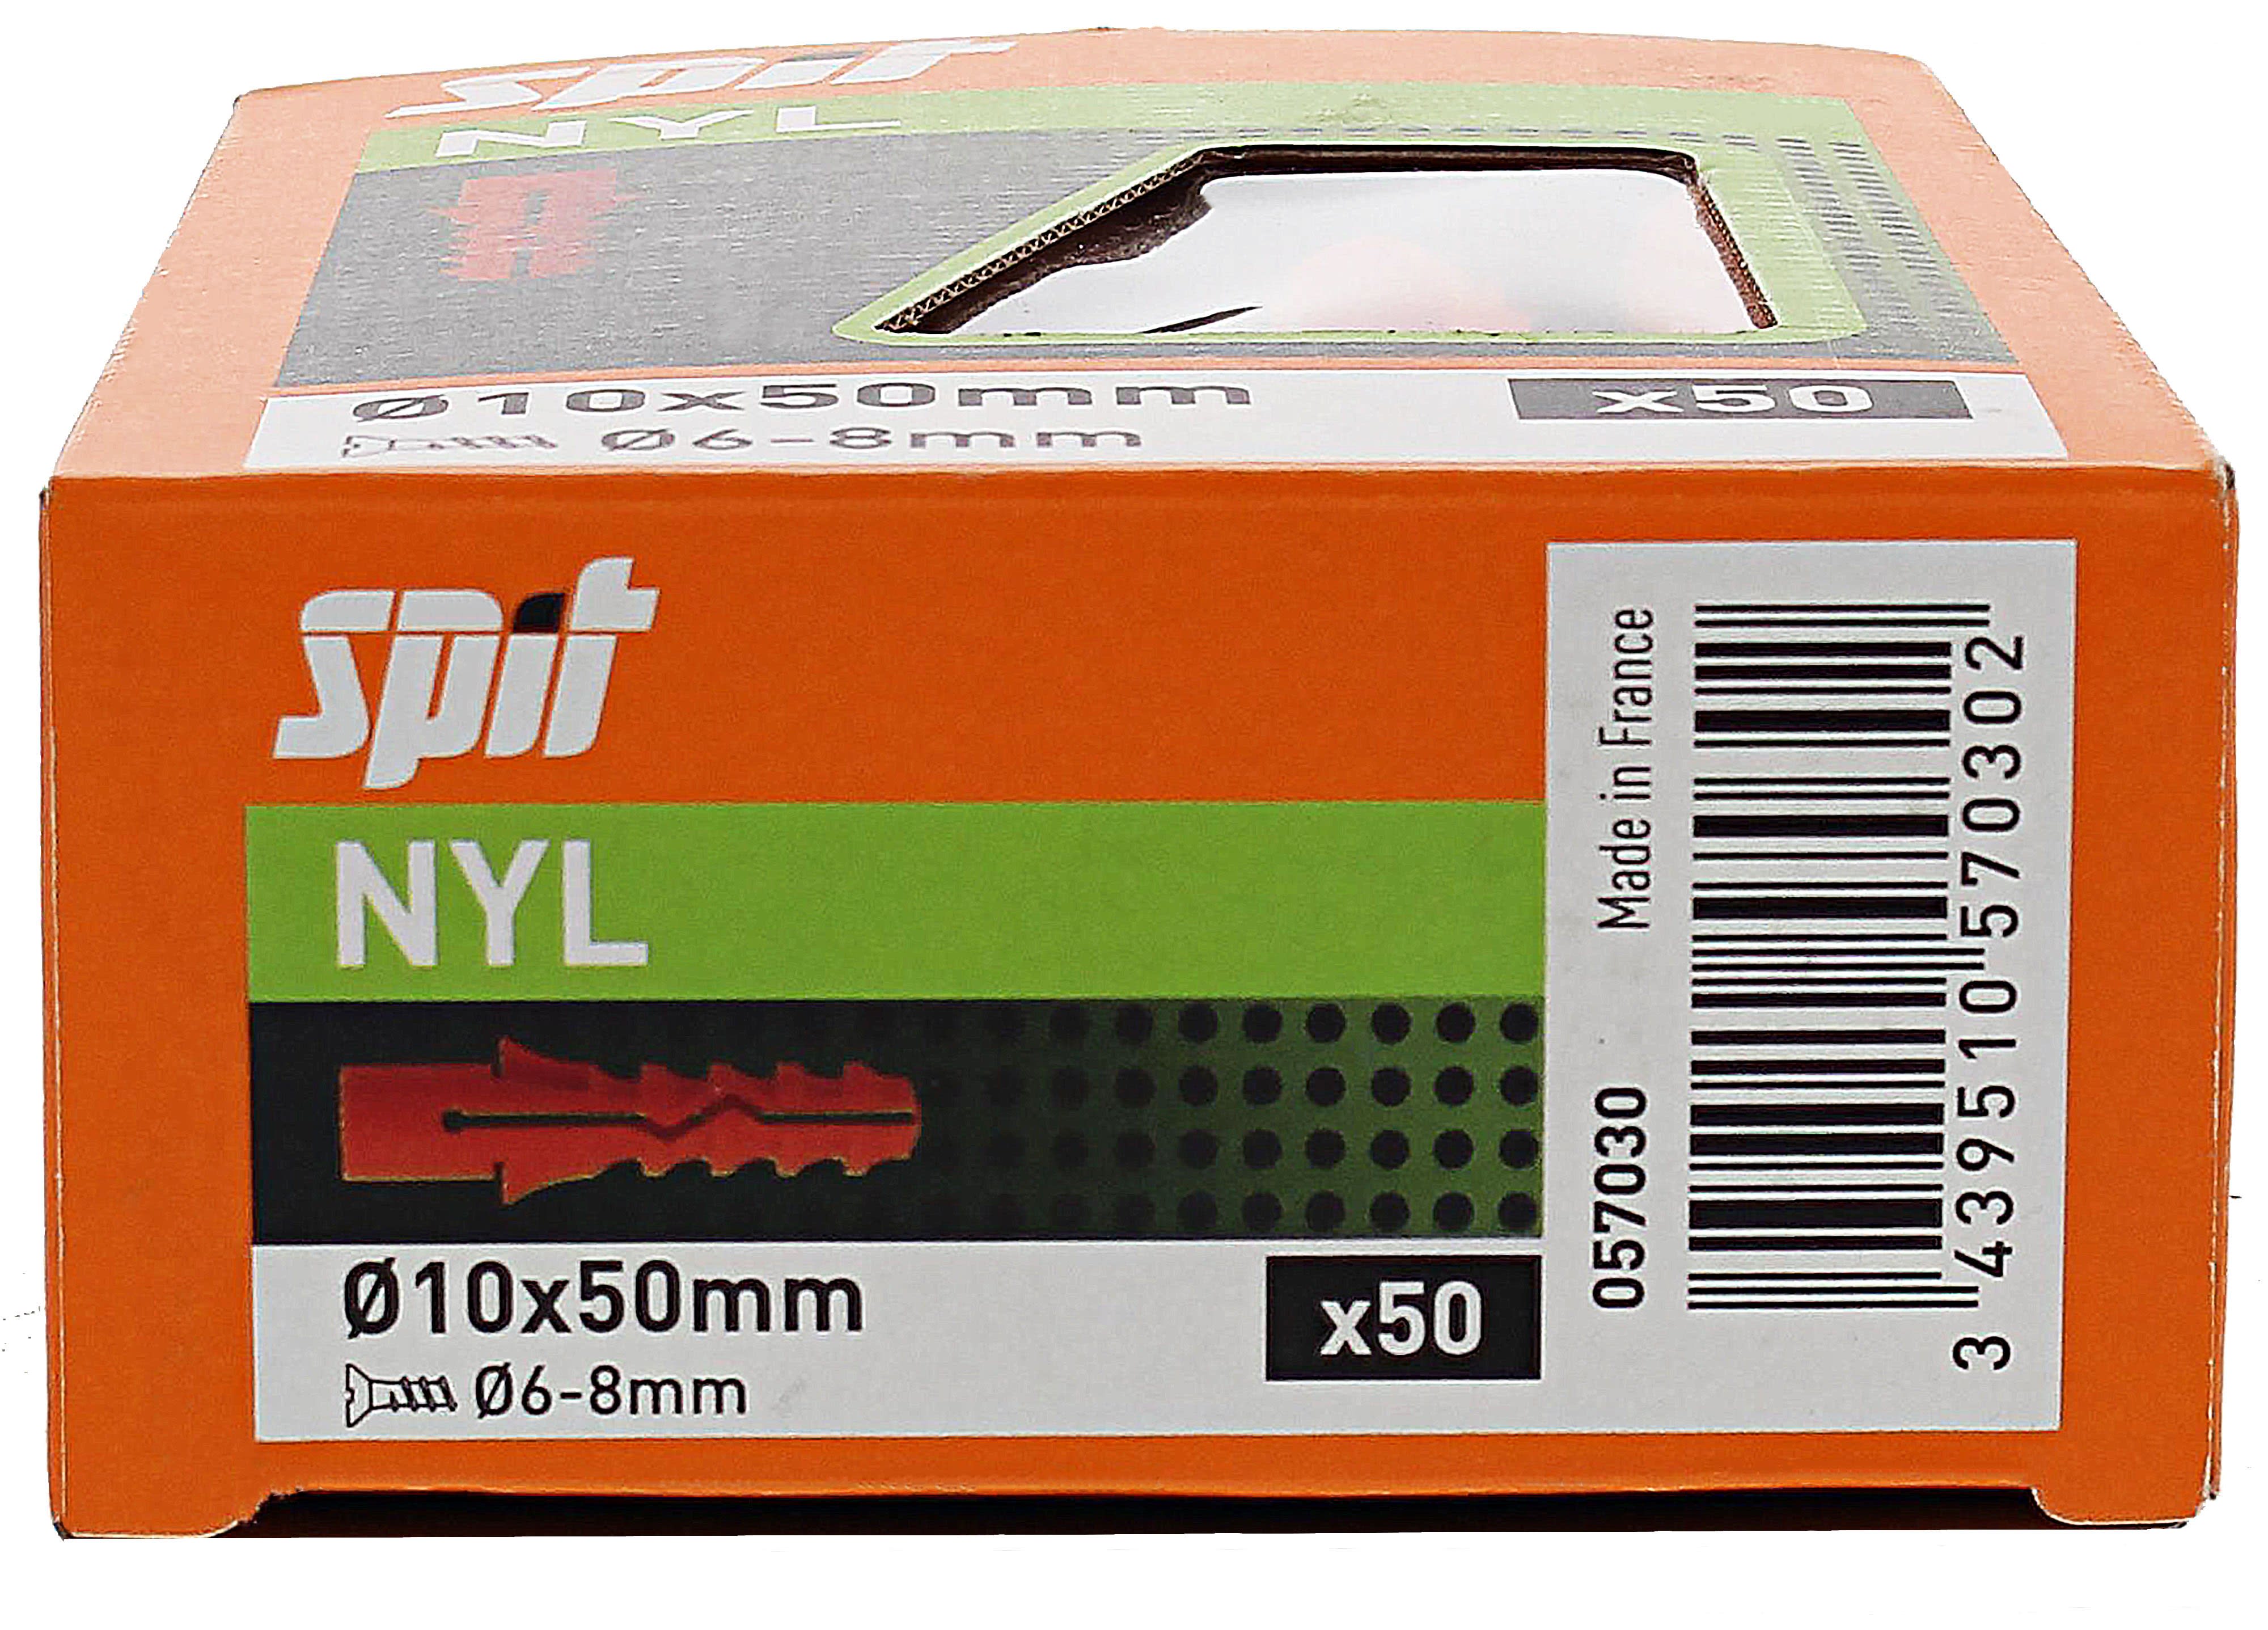 spit
NYL
Ø10x50mm
x50
Ø6-8mm
spit
NYL
Ø10x50mm
x50
Ø6-8mm
Made in France
057030
3 439510 570302